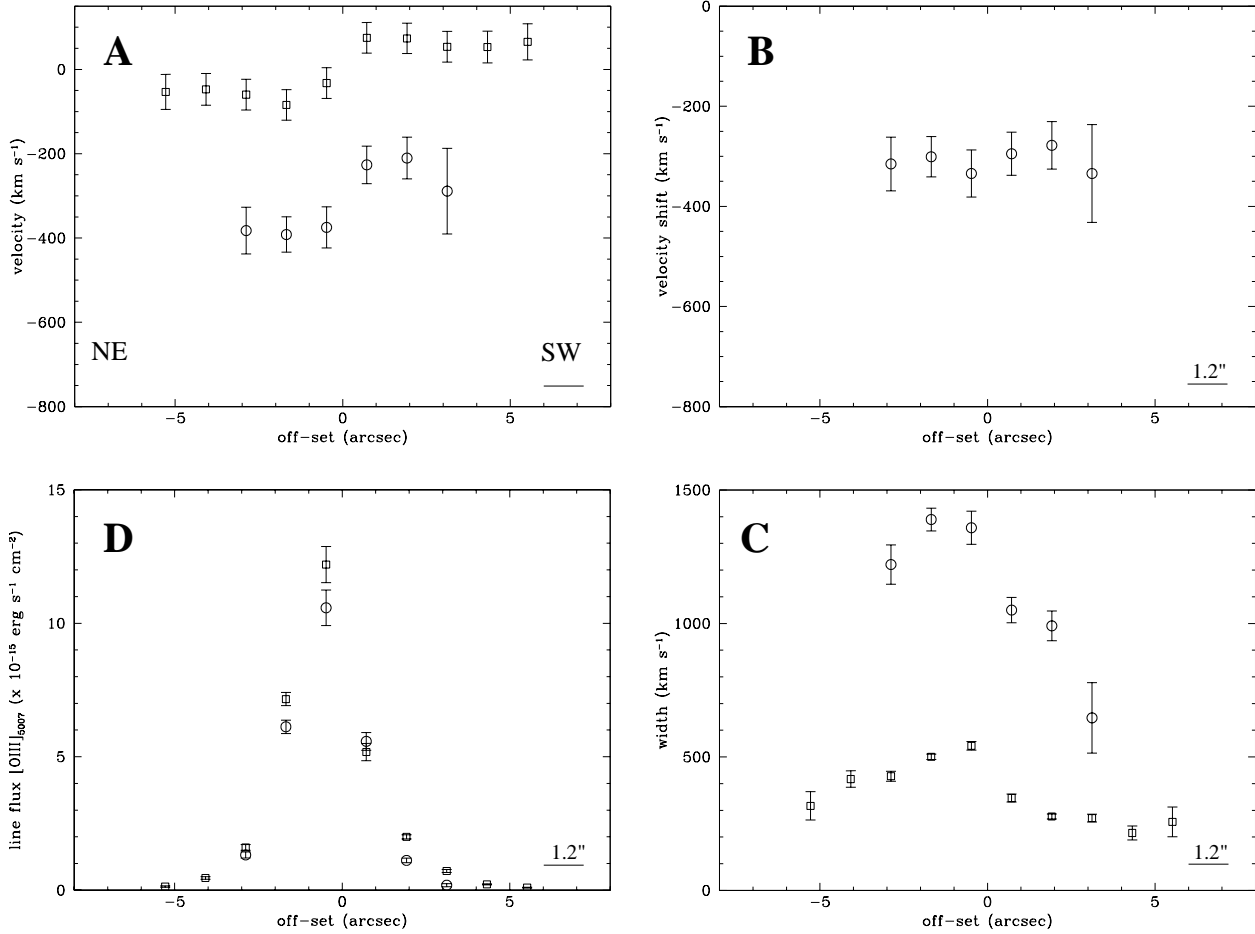 A
0
−200
−400
−600
−800
velocity (km s⁻¹)
NE
SW
−5
0
5
off−set (arcsec)
B
0
−200
−400
−600
−800
velocity shift (km s⁻¹)
1.2"
−5
0
5
off−set (arcsec)
D
15
10
5
0
line flux [OIII]₅₀₀₇ (x 10⁻¹⁵ erg s⁻¹ cm⁻²)
1.2"
−5
0
5
off−set (arcsec)
C
1500
1000
500
0
width (km s⁻¹)
1.2"
−5
0
5
off−set (arcsec)